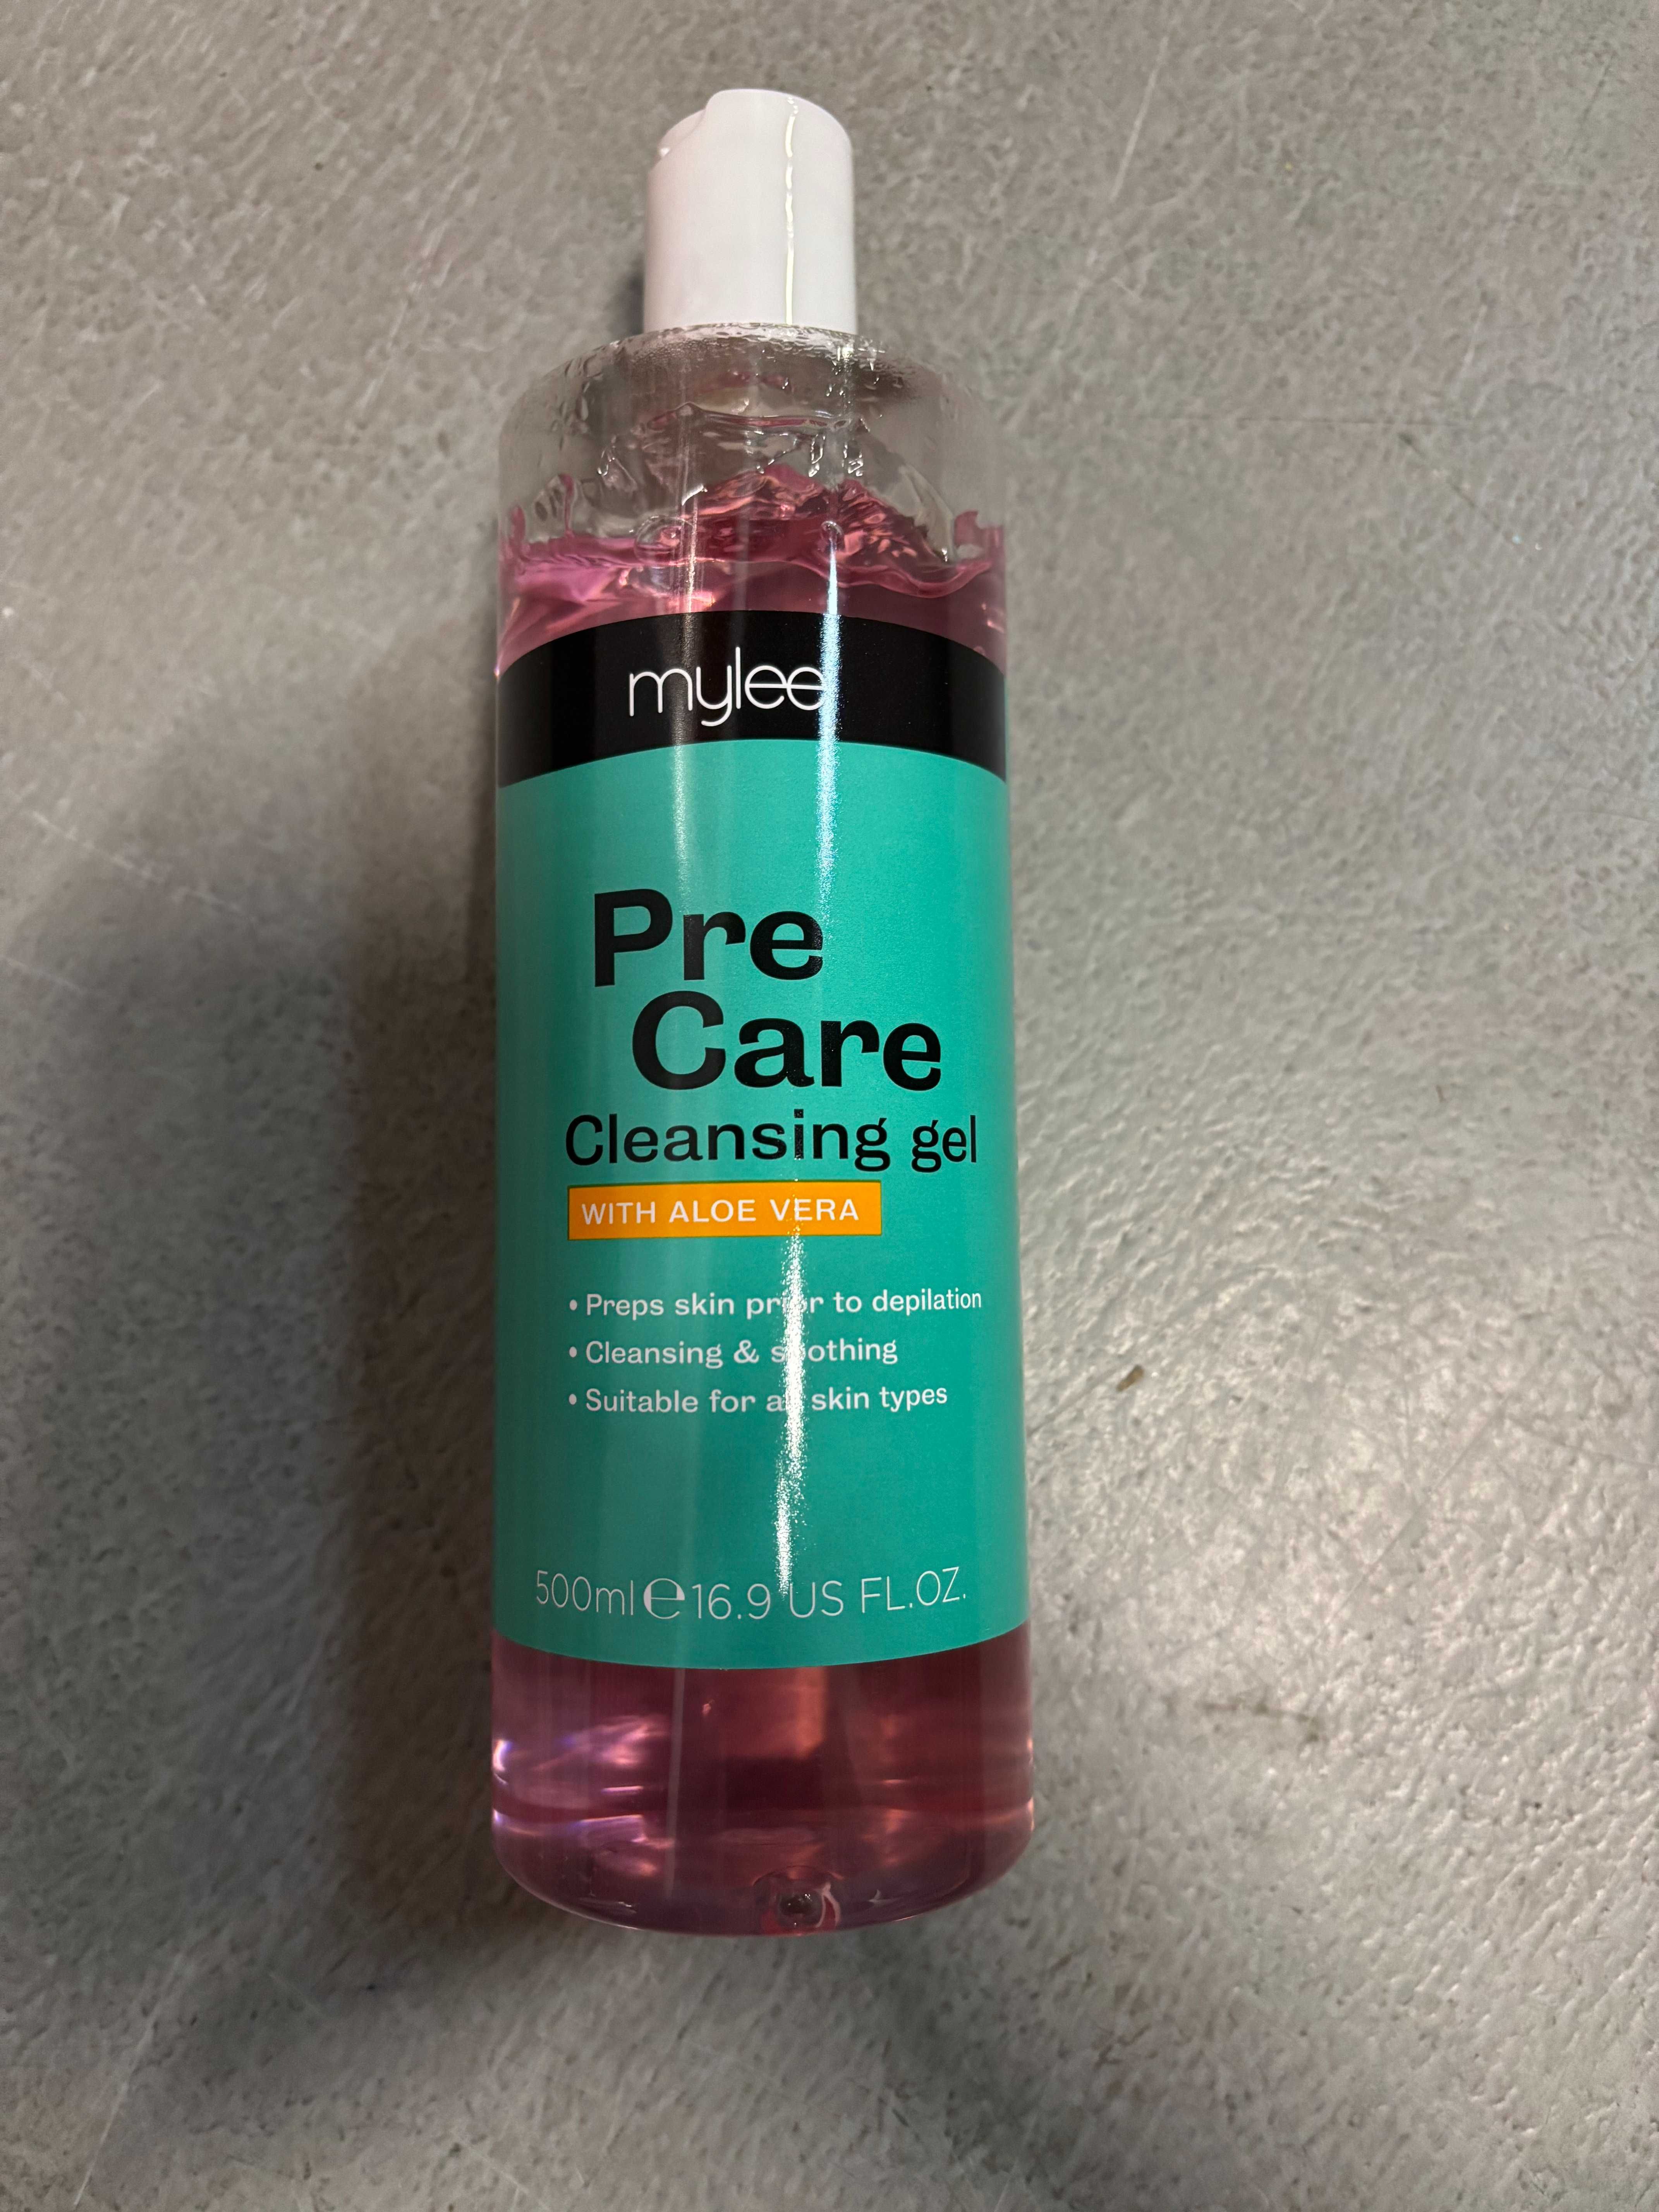 mylee
Pre
Care
Cleansing gel
WITH ALOE VERA
• Preps skin prior to depilation
• Cleansing & soothing
• Suitable for all skin types
500ml ℮ 16.9 US FL.OZ.